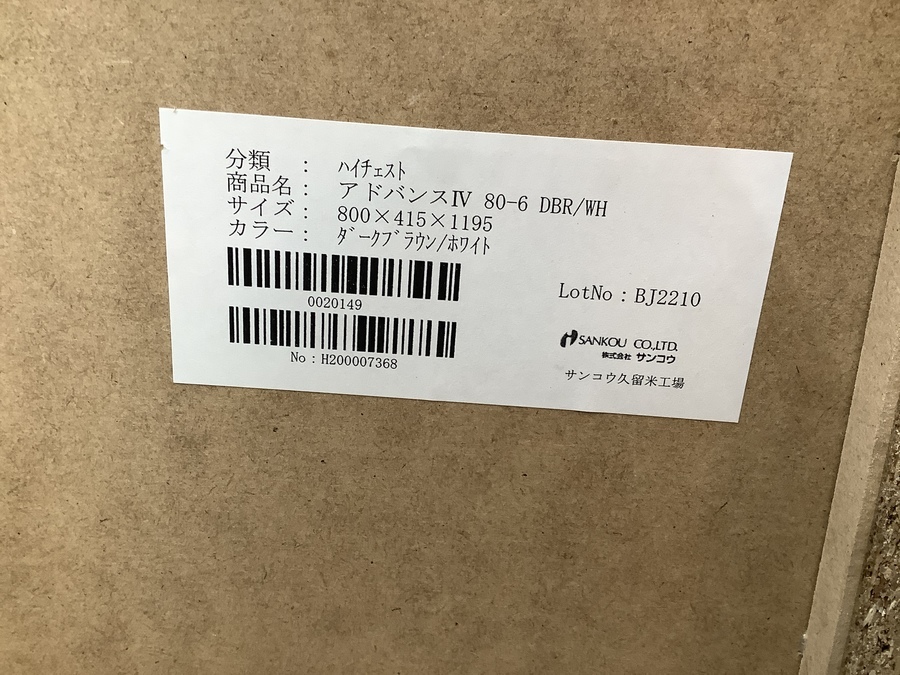 分類　： ﾊｲﾁｪｽﾄ
商品名： アドバンスⅣ 80-6 DBR/WH
サイズ： 800×415×1195
カラー： ﾀﾞｰｸﾌﾞﾗｳﾝ/ﾎﾜｲﾄ
0020149
No：H200007368
LotNo：BJ2210
SANKOU CO.,LTD.
株式会社 サンコウ
サンコウ久留米工場